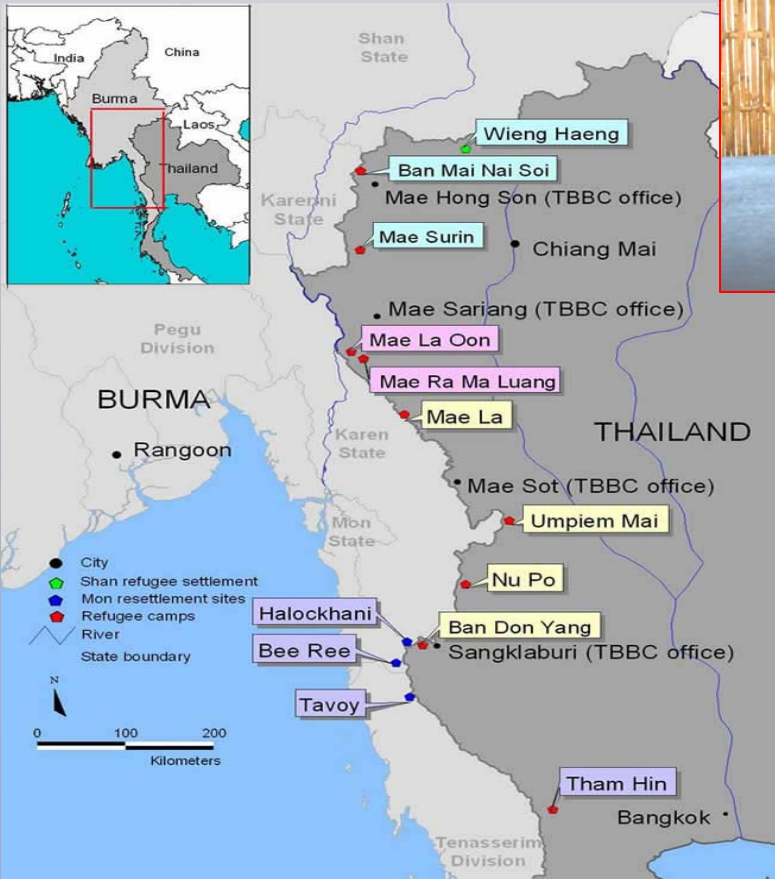 India
China
Burma
Laos
Thailand
Shan
State
Wieng Haeng
Ban Mai Nai Soi
Mae Hong Son (TBBC office)
Karenni
State
Mae Surin
Chiang Mai
Mae Sariang (TBBC office)
Pegu
Division
Mae La Oon
Mae Ra Ma Luang
BURMA
Mae La
Karen
State
THAILAND
Rangoon
Mae Sot (TBBC office)
Umpiem Mai
Mon
State
City
Shan refugee settlement
Mon resettlement sites
Refugee camps
River
State boundary
Nu Po
Halockhani
Ban Don Yang
Bee Ree
Sangklaburi (TBBC office)
Tavoy
N
0 100 200
Kilometers
Tham Hin
Bangkok
Tenasserim
Division